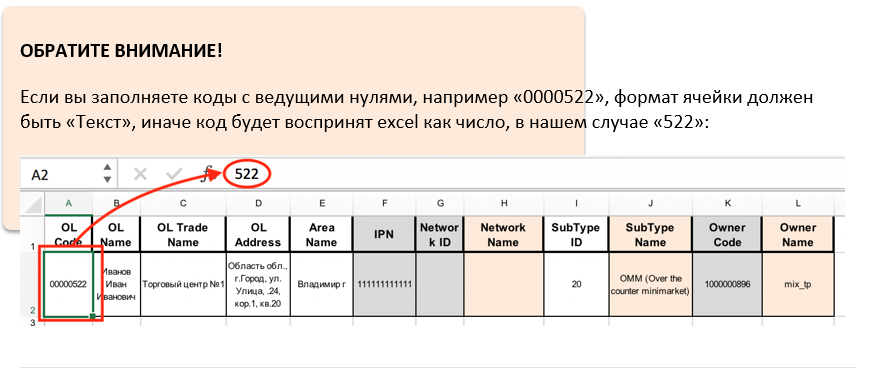 ОБРАТИТЕ ВНИМАНИЕ!
Если вы заполняете коды с ведущими нулями, например «0000522», формат ячейки должен
быть «Текст», иначе код будет воспринят excel как число, в нашем случае «522»:
A2 fx 522
A B C D E F G H I J K L
1 OL Code OL Name OL Trade Name OL Address Area Name IPN Networ k ID Network Name SubType ID SubType Name Owner Code Owner Name
2 00000522 Иванов Иван Иванович Торговый центр №1 Область обл., г.Город, ул. Улица, .24, кор.1, кв.20 Владимир г 111111111111 20 OMM (Over the counter minimarket) 1000000896 mix_tp
3